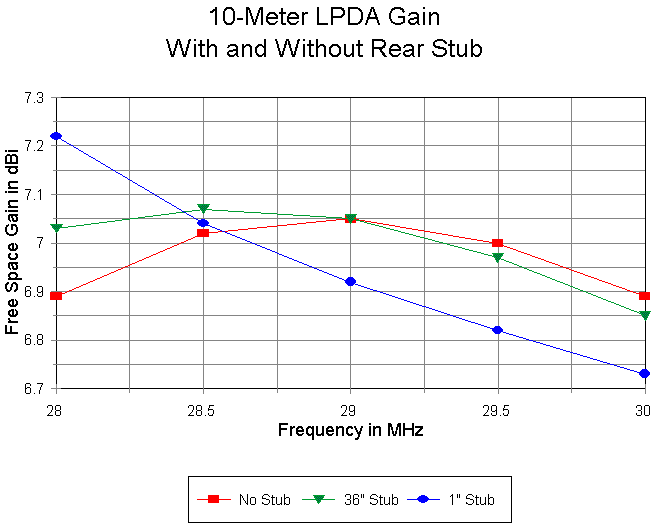 10-Meter LPDA Gain
With and Without Rear Stub
Free Space Gain in dBi
7.3
7.2
7.1
7
6.9
6.8
6.7
28 28.5 29 29.5 30
Frequency in MHz
No Stub 36" Stub 1" Stub